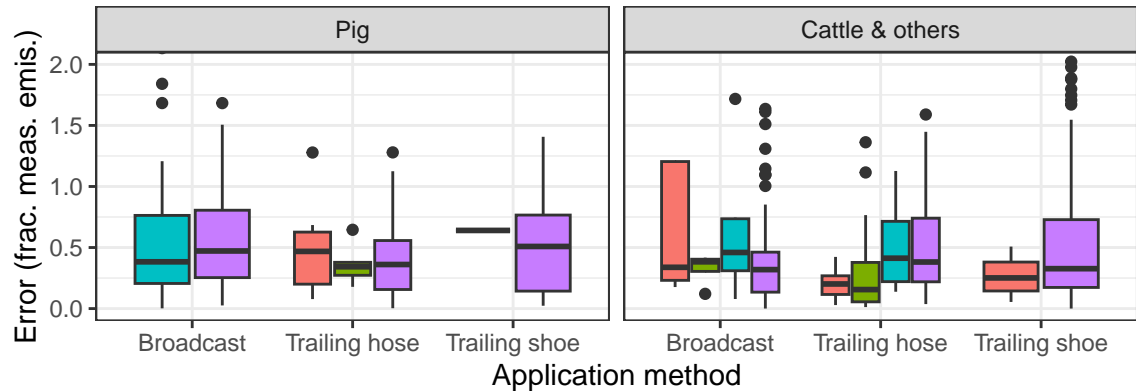 Pig
Cattle & others
Error (frac. meas. emis.)
2.0
1.5
1.0
0.5
0.0
Broadcast
Trailing hose
Trailing shoe
Broadcast
Trailing hose
Trailing shoe
Application method